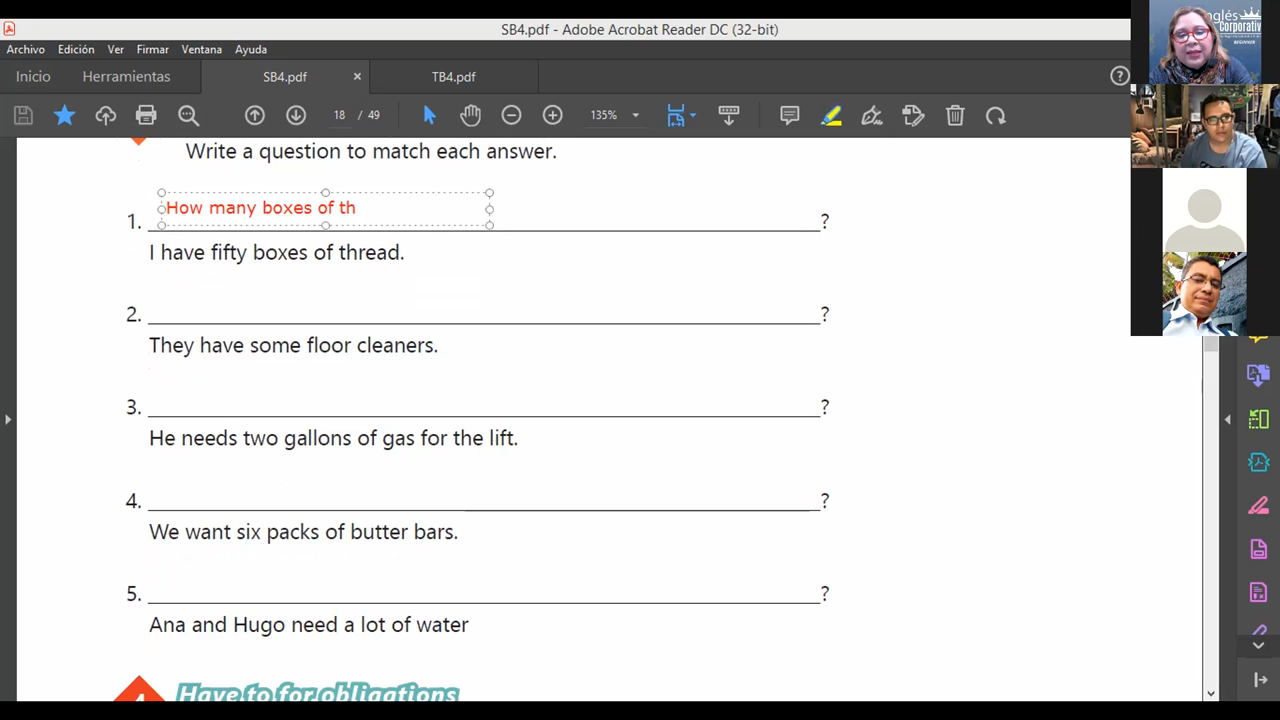 SB4.pdf - Adobe Acrobat Reader DC (32-bit)
Archivo Edición Ver Firmar Ventana Ayuda
Inicio Herramientas SB4.pdf × TB4.pdf
18 / 49 135%
Write a question to match each answer.
How many boxes of th
1. ?
I have fifty boxes of thread.
2. ?
They have some floor cleaners.
3. ?
He needs two gallons of gas for the lift.
4. ?
We want six packs of butter bars.
5. ?
Ana and Hugo need a lot of water
Have to for obligations
nglés
Corporativ
BEGINNER